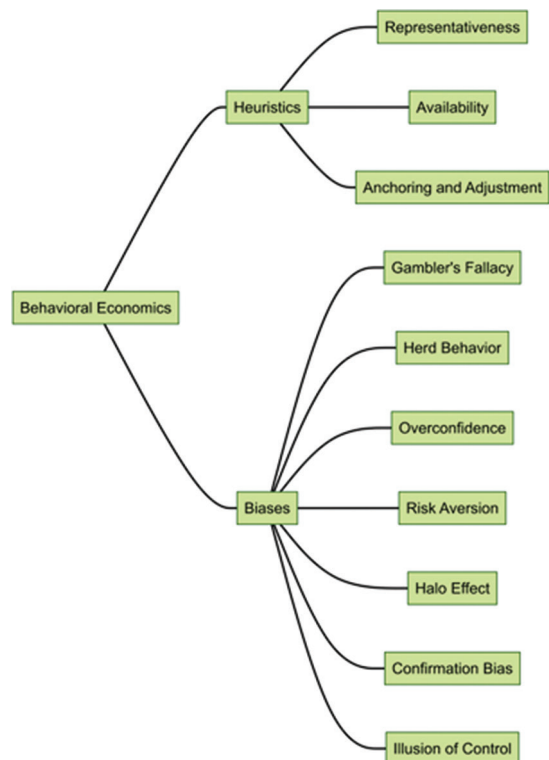 Representativeness
Heuristics
Availability
Anchoring and Adjustment
Gambler's Fallacy
Behavioral Economics
Herd Behavior
Overconfidence
Biases
Risk Aversion
Halo Effect
Confirmation Bias
Illusion of Control